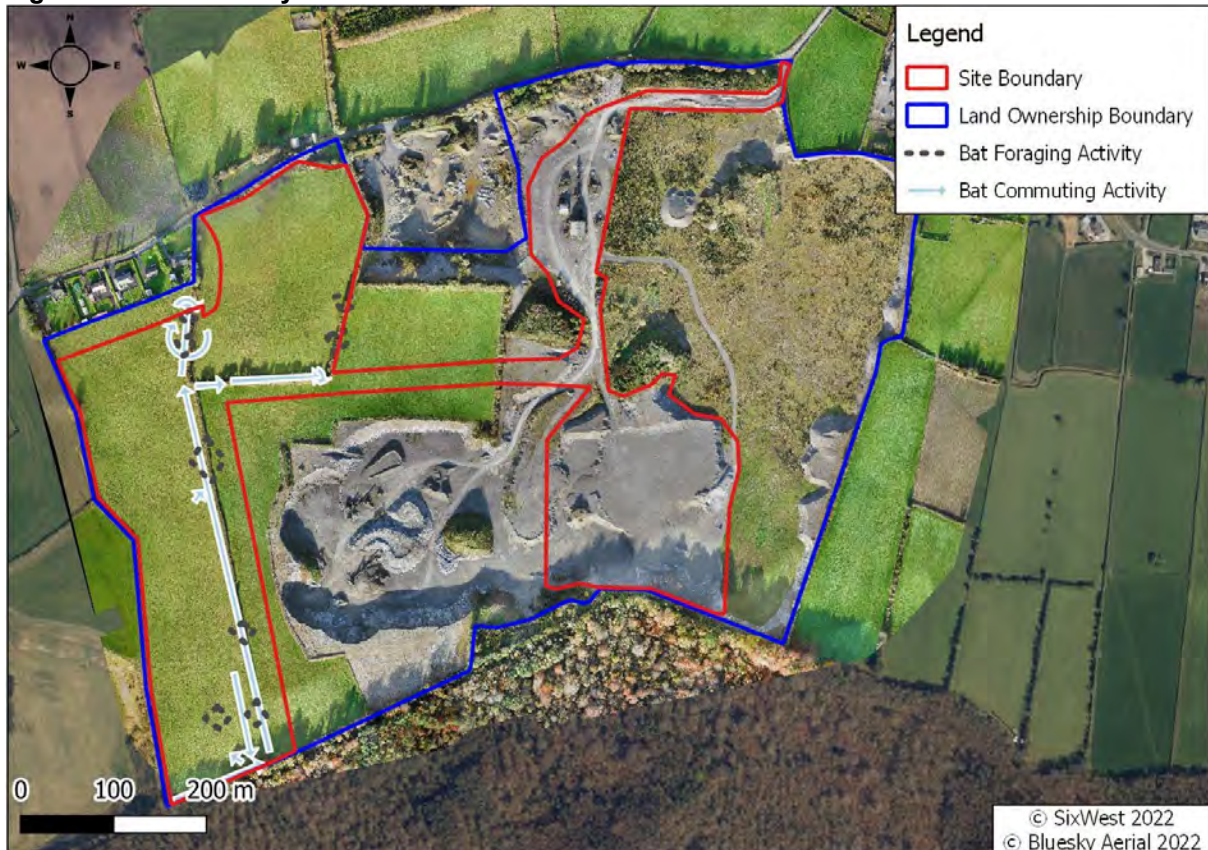 N
W E
S
Legend
Site Boundary
Land Ownership Boundary
Bat Foraging Activity
Bat Commuting Activity
0 100 200 m
© SixWest 2022
© Bluesky Aerial 2022